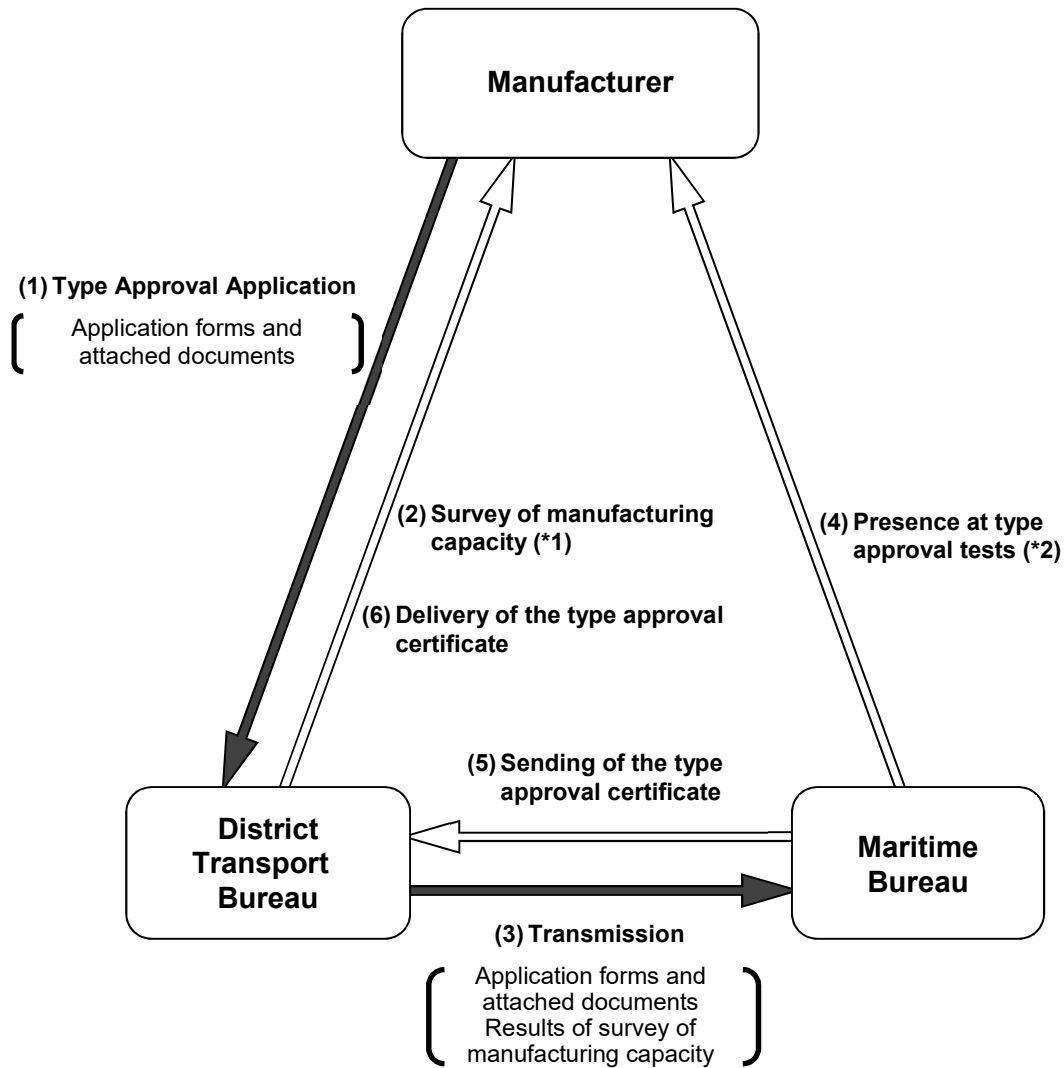 Manufacturer
(1) Type Approval Application
Application forms and
attached documents
(2) Survey of manufacturing
capacity (*1)
(4) Presence at type
approval tests (*2)
(6) Delivery of the type approval
certificate
(5) Sending of the type
approval certificate
District
Transport
Bureau
Maritime
Bureau
(3) Transmission
Application forms and
attached documents
Results of survey of
manufacturing capacity